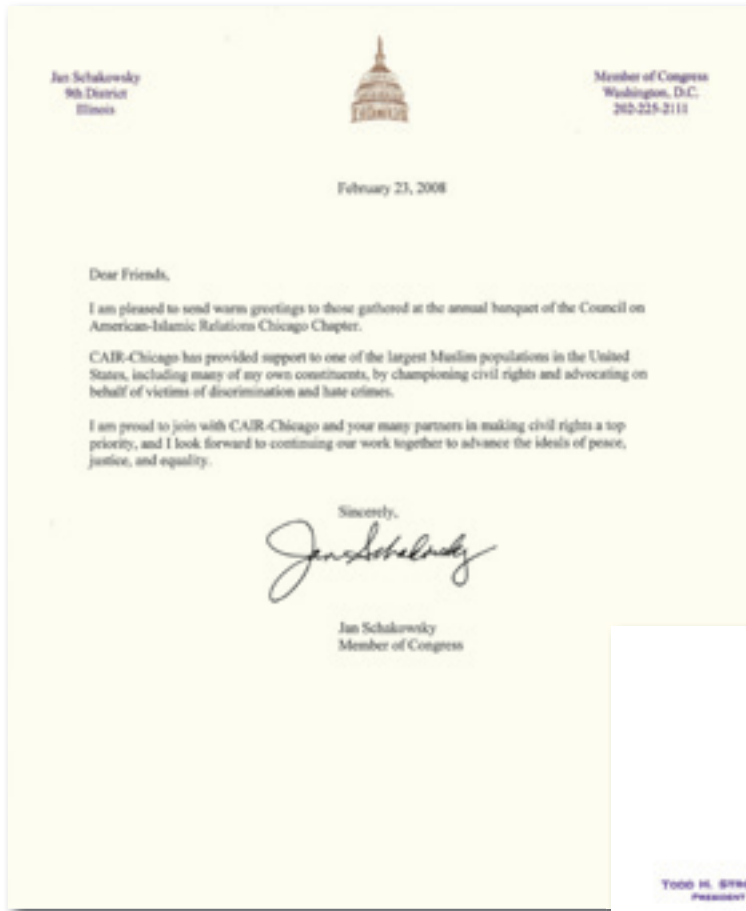 Jan Schakowsky
9th District
Illinois
Member of Congress
Washington, D.C.
202-225-2111
February 23, 2008
Dear Friends,
I am pleased to send warm greetings to those gathered at the annual banquet of the Council on
American-Islamic Relations Chicago Chapter.
CAIR-Chicago has provided support to one of the largest Muslim populations in the United
States, including many of my own constituents, by championing civil rights and advocating on
behalf of victims of discrimination and hate crimes.
I am proud to join with CAIR-Chicago and your many partners in making civil rights a top
priority, and I look forward to continuing our work together to advance the ideals of peace,
justice, and equality.
Sincerely,
Jan Schakowsky
Jan Schakowsky
Member of Congress
TODD H. STRO
PRESIDENT